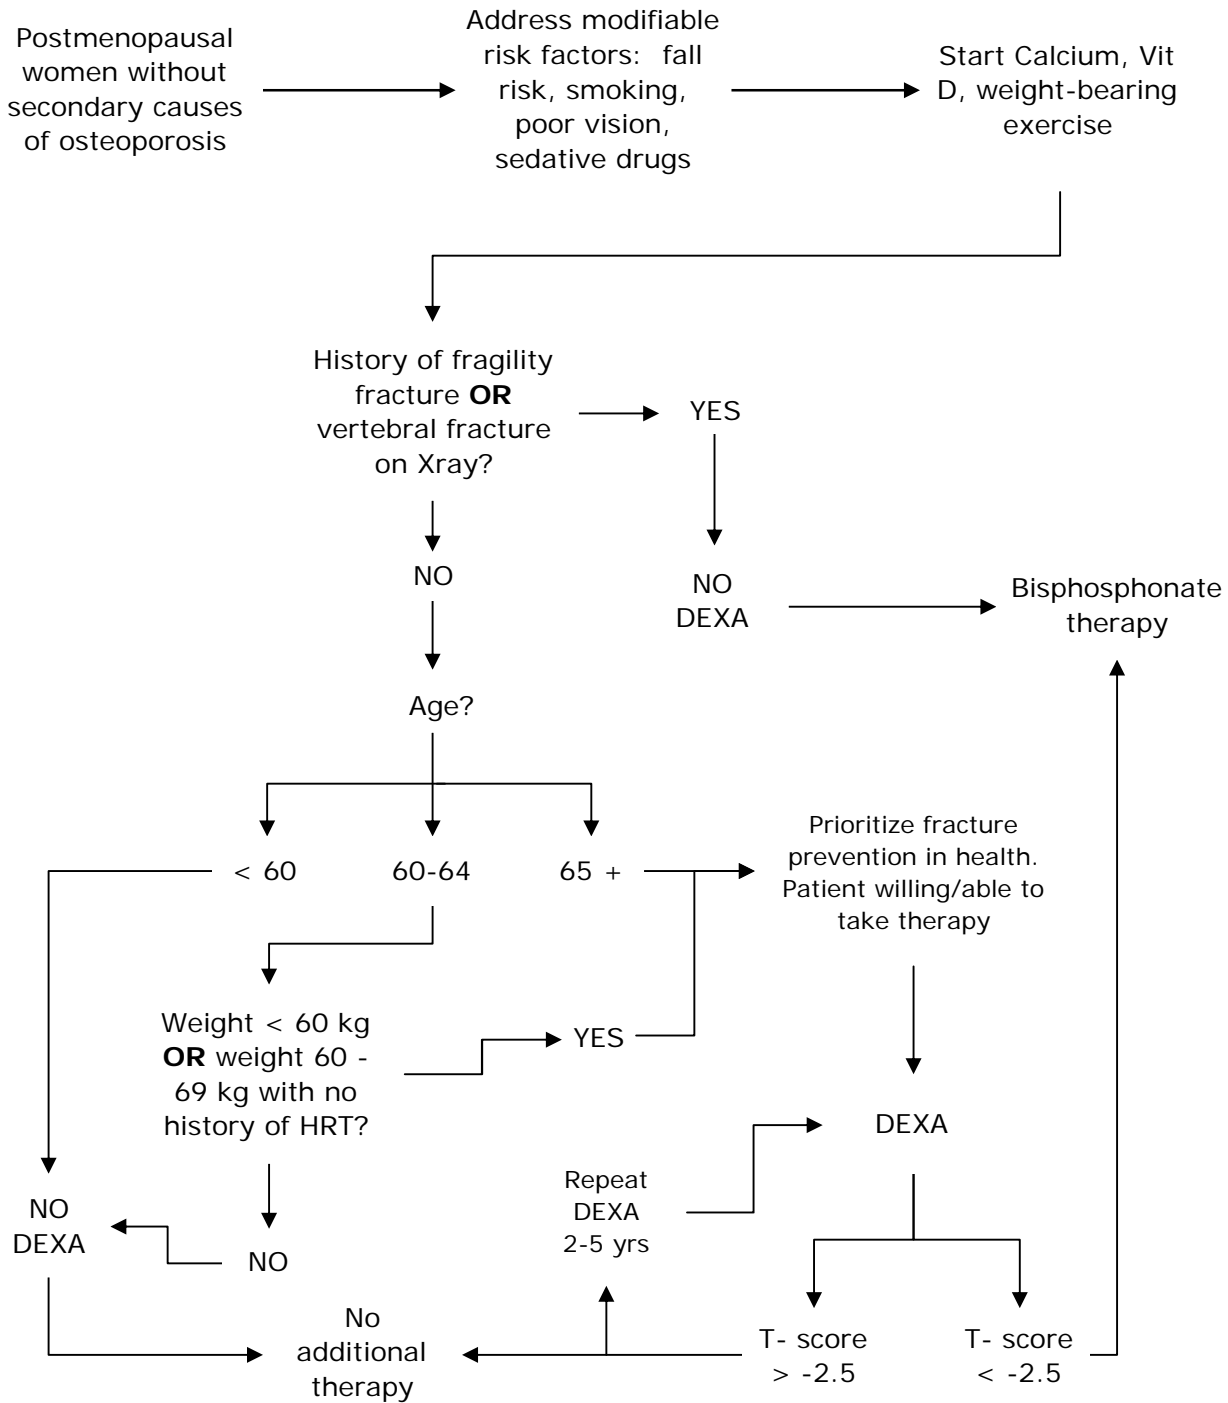 Postmenopausal
women without
secondary causes
of osteoporosis
Address modifiable
risk factors: fall
risk, smoking,
poor vision,
sedative drugs
Start Calcium, Vit
D, weight-bearing
exercise
History of fragility
fracture OR
vertebral fracture
on Xray?
YES
NO
NO
DEXA
Bisphosphonate
therapy
Age?
< 60
60-64
65 +
Prioritize fracture
prevention in health.
Patient willing/able to
take therapy
Weight < 60 kg
OR weight 60 -
69 kg with no
history of HRT?
YES
DEXA
NO
DEXA
NO
Repeat
DEXA
2-5 yrs
No
additional
therapy
T- score
> -2.5
T- score
< -2.5